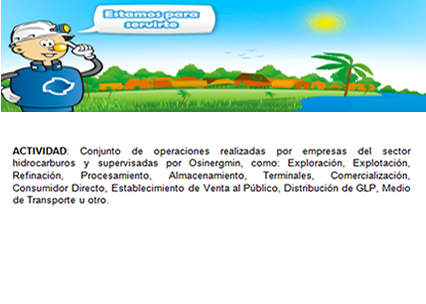 Estamos para
servirte
ACTIVIDAD: Conjunto de operaciones realizadas por empresas del sector
hidrocarburos y supervisadas por Osinergmin, como: Exploración, Explotación,
Refinación, Procesamiento, Almacenamiento, Terminales, Comercialización,
Consumidor Directo, Establecimiento de Venta al Público, Distribución de GLP, Medio
de Transporte u otro.